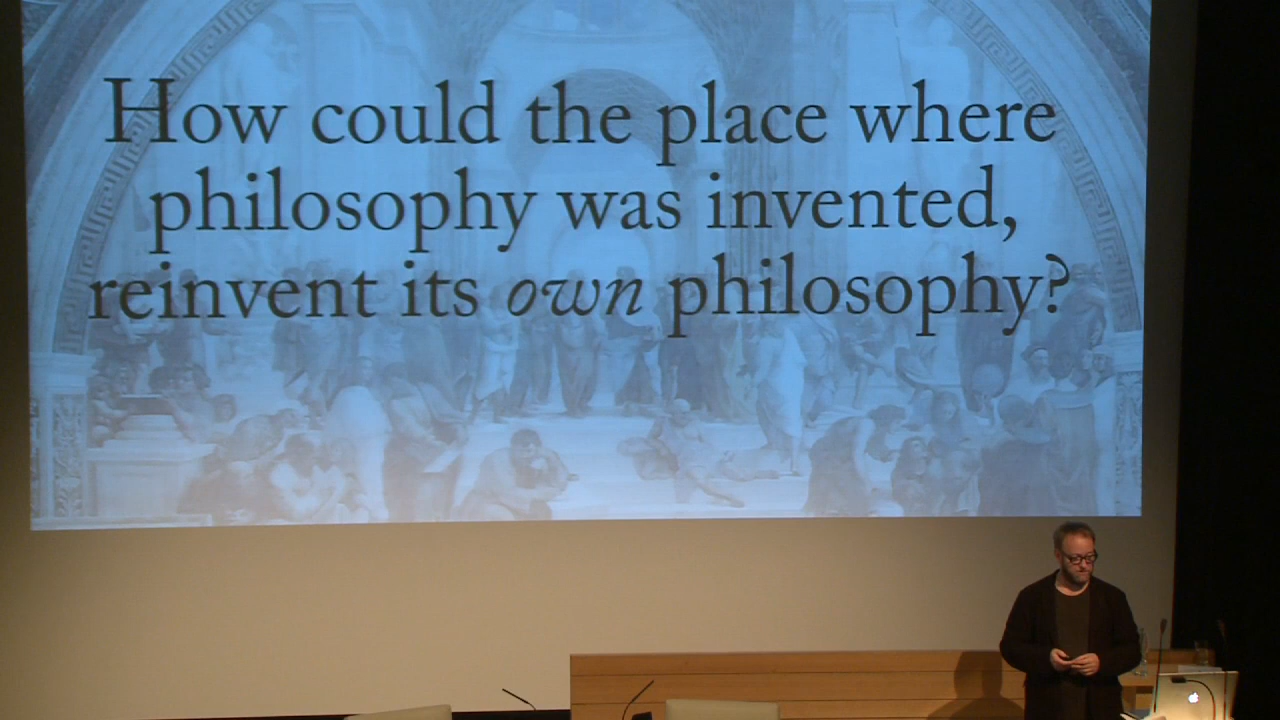 How could the place where
philosophy was invented,
reinvent its own philosophy?